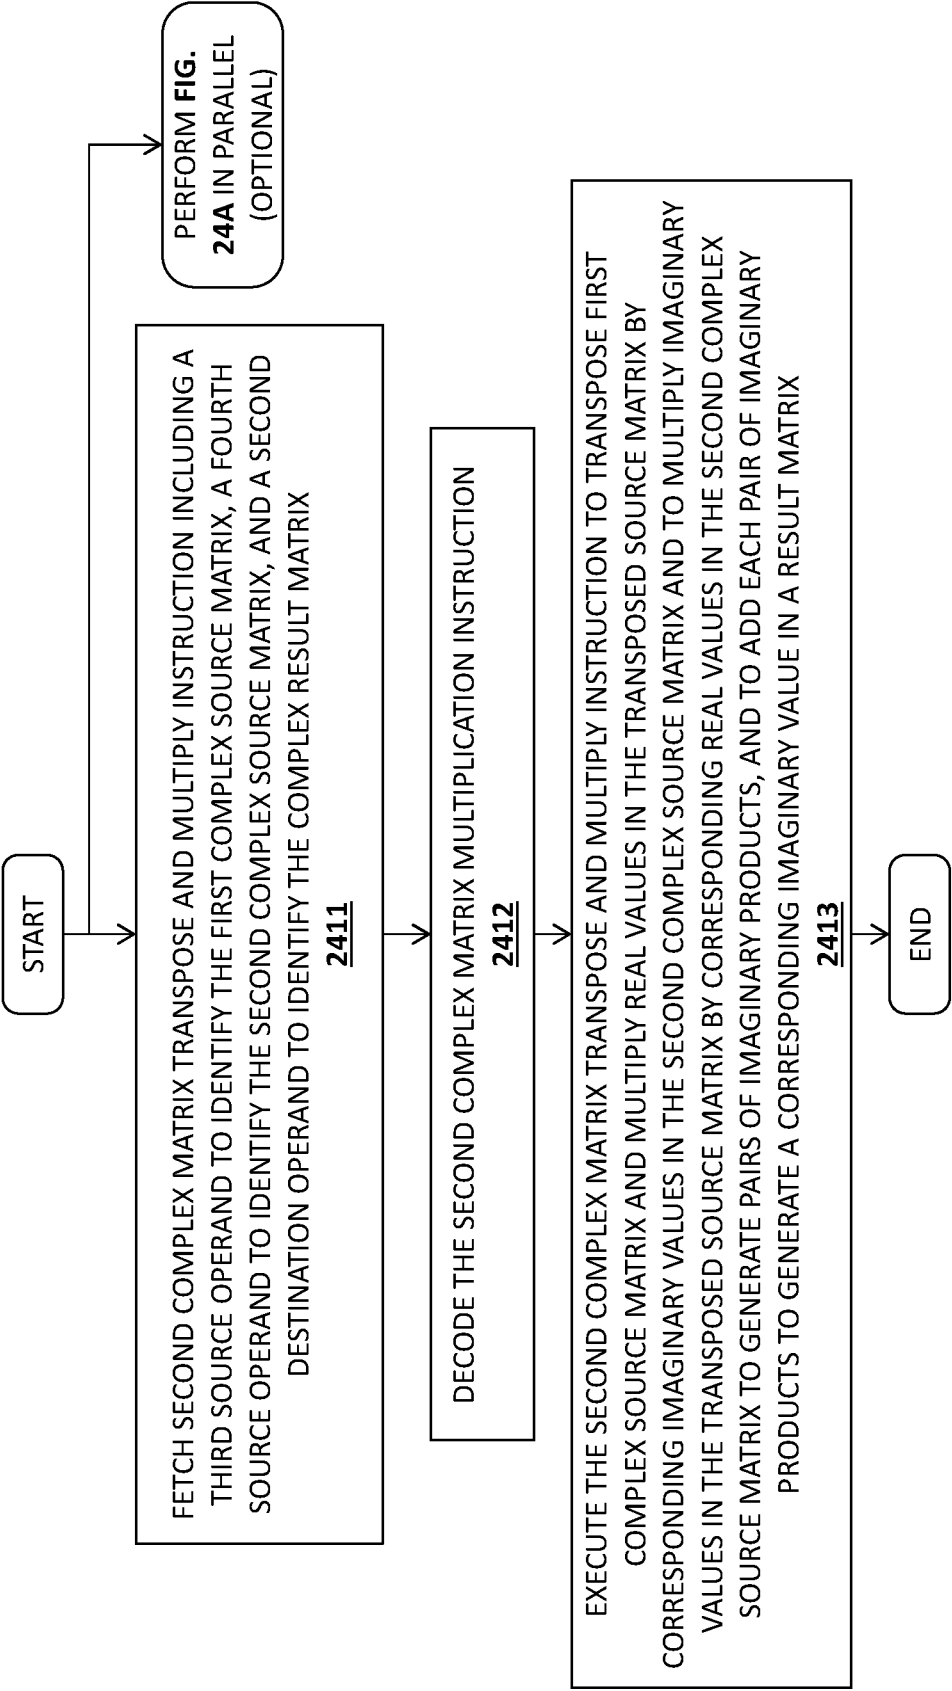 START
PERFORM FIG.
24A IN PARALLEL
(OPTIONAL)
FETCH SECOND COMPLEX MATRIX TRANSPOSE AND MULTIPLY INSTRUCTION INCLUDING A
THIRD SOURCE OPERAND TO IDENTIFY THE FIRST COMPLEX SOURCE MATRIX, A FOURTH
SOURCE OPERAND TO IDENTIFY THE SECOND COMPLEX SOURCE MATRIX, AND A SECOND
DESTINATION OPERAND TO IDENTIFY THE COMPLEX RESULT MATRIX
2411
DECODE THE SECOND COMPLEX MATRIX MULTIPLICATION INSTRUCTION
2412
EXECUTE THE SECOND COMPLEX MATRIX TRANSPOSE AND MULTIPLY INSTRUCTION TO TRANSPOSE FIRST
COMPLEX SOURCE MATRIX AND MULTIPLY REAL VALUES IN THE TRANSPOSED SOURCE MATRIX BY
CORRESPONDING IMAGINARY VALUES IN THE SECOND COMPLEX SOURCE MATRIX AND TO MULTIPLY IMAGINARY
VALUES IN THE TRANSPOSED SOURCE MATRIX BY CORRESPONDING REAL VALUES IN THE SECOND COMPLEX
SOURCE MATRIX TO GENERATE PAIRS OF IMAGINARY PRODUCTS, AND TO ADD EACH PAIR OF IMAGINARY
PRODUCTS TO GENERATE A CORRESPONDING IMAGINARY VALUE IN A RESULT MATRIX
2413
END